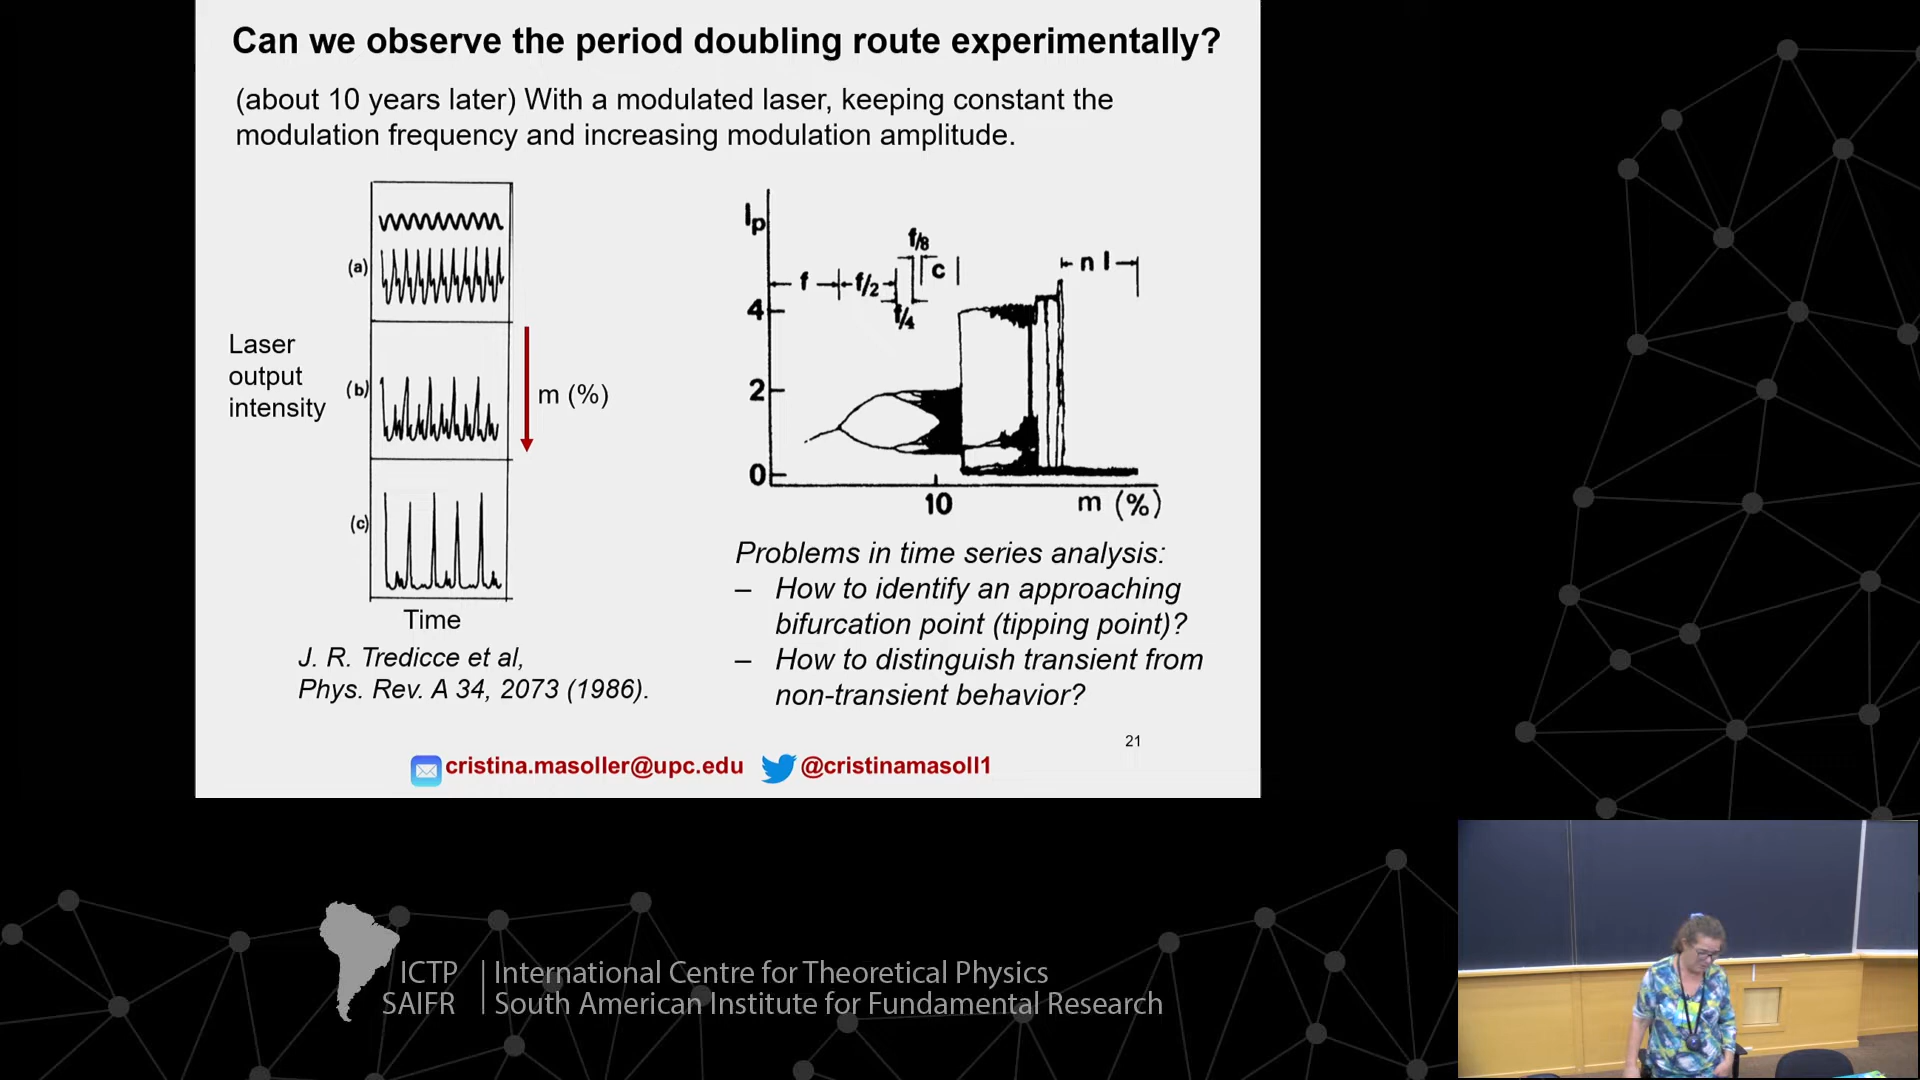 Can we observe the period doubling route experimentally?
(about 10 years later) With a modulated laser, keeping constant the
modulation frequency and increasing modulation amplitude.
(a)
(b)
(c)
Laser
output
intensity
m (%)
Time
J. R. Tredicce et al,
Phys. Rev. A 34, 2073 (1986).
Ip
f
f/2
f/4
f/8
c
n l
4
2
0
10
m (%)
Problems in time series analysis:
– How to identify an approaching
bifurcation point (tipping point)?
– How to distinguish transient from
non-transient behavior?
21
cristina.masoller@upc.edu @cristinamasoll1
ICTP International Centre for Theoretical Physics
SAIFR South American Institute for Fundamental Research